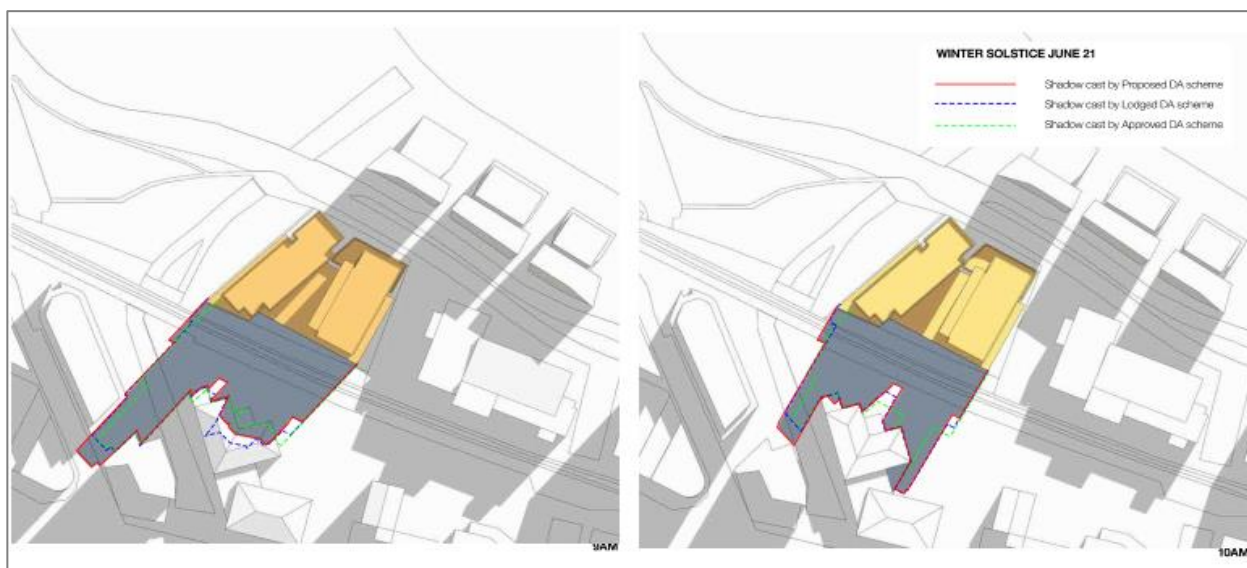 WINTER SOLSTICE JUNE 21
Shadow cast by Proposed DA scheme
Shadow cast by Lodged DA scheme
Shadow cast by Approved DA scheme
9AM
10AM